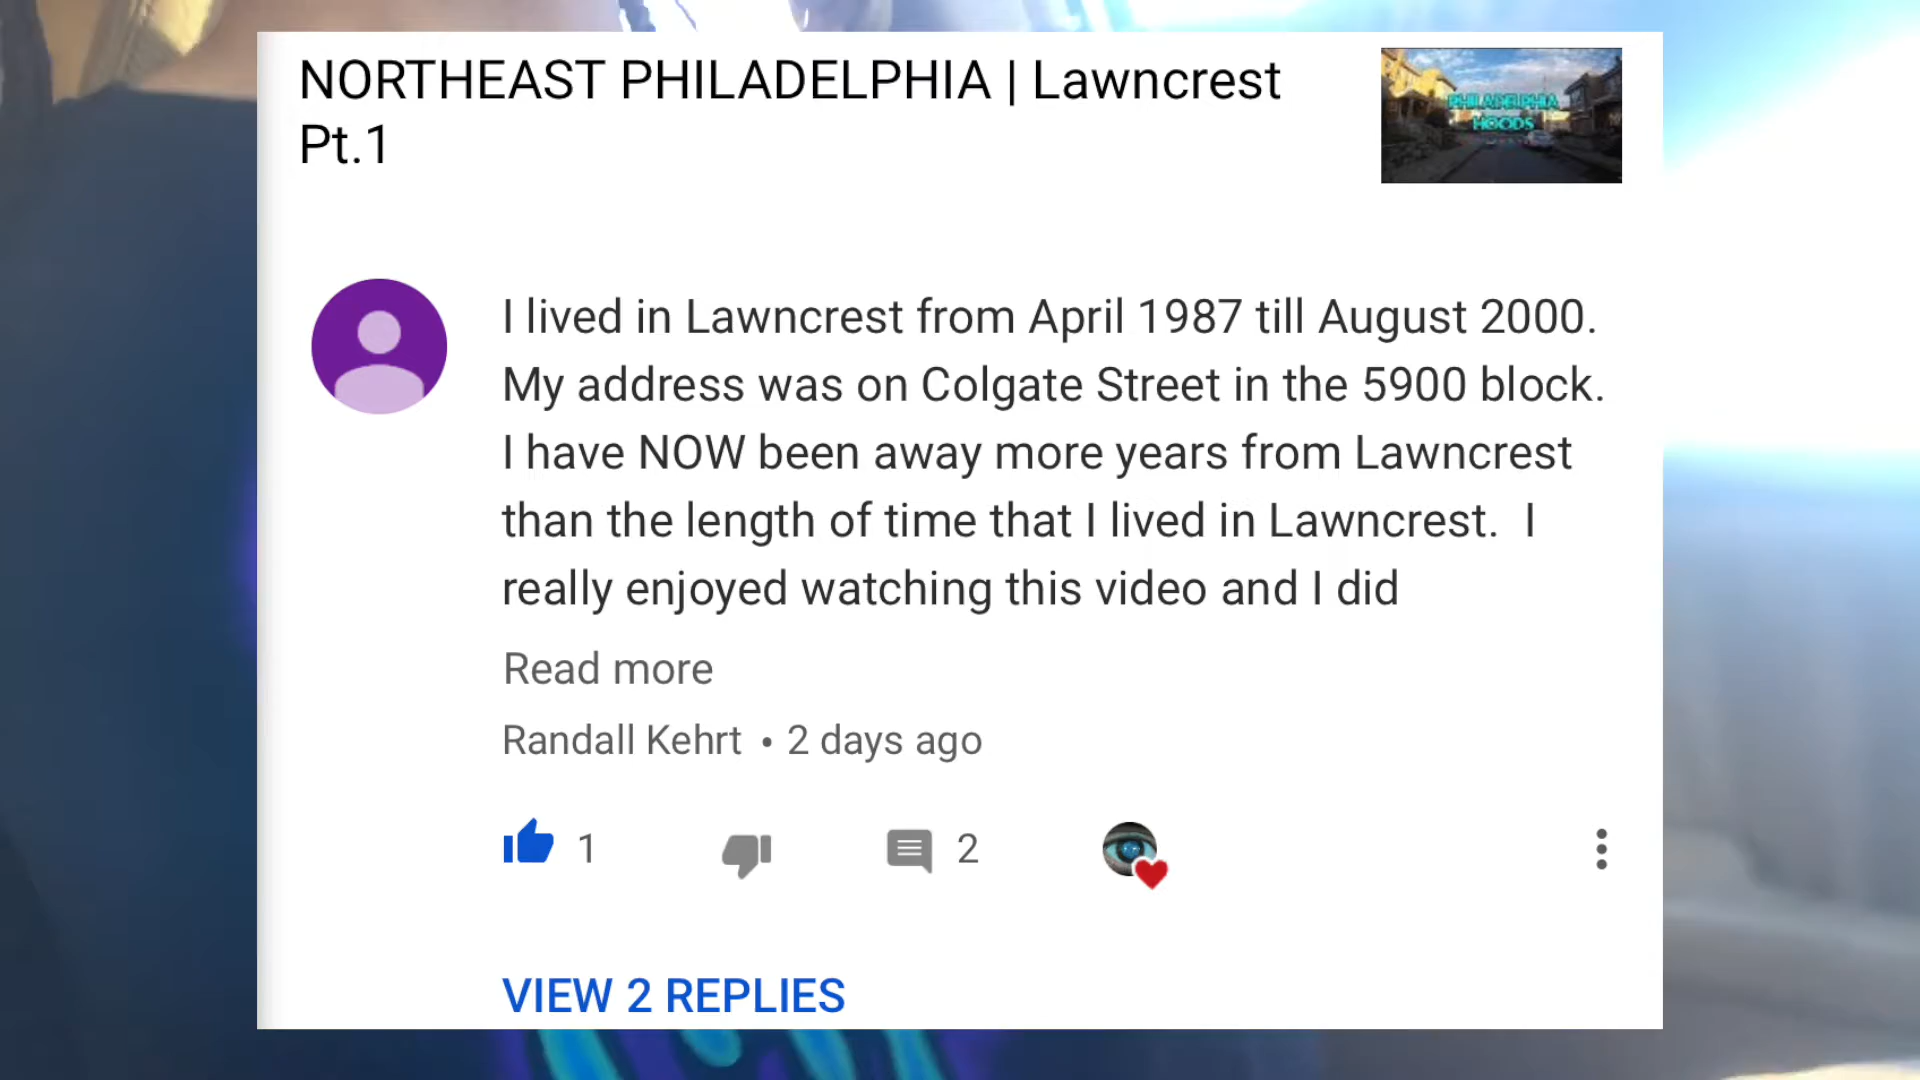 NORTHEAST PHILADELPHIA | Lawncrest
Pt.1
PHILADELPHIA
HOODS
I lived in Lawncrest from April 1987 till August 2000.
My address was on Colgate Street in the 5900 block.
I have NOW been away more years from Lawncrest
than the length of time that I lived in Lawncrest.  I
really enjoyed watching this video and I did
Read more
Randall Kehrt • 2 days ago
1
2
VIEW 2 REPLIES